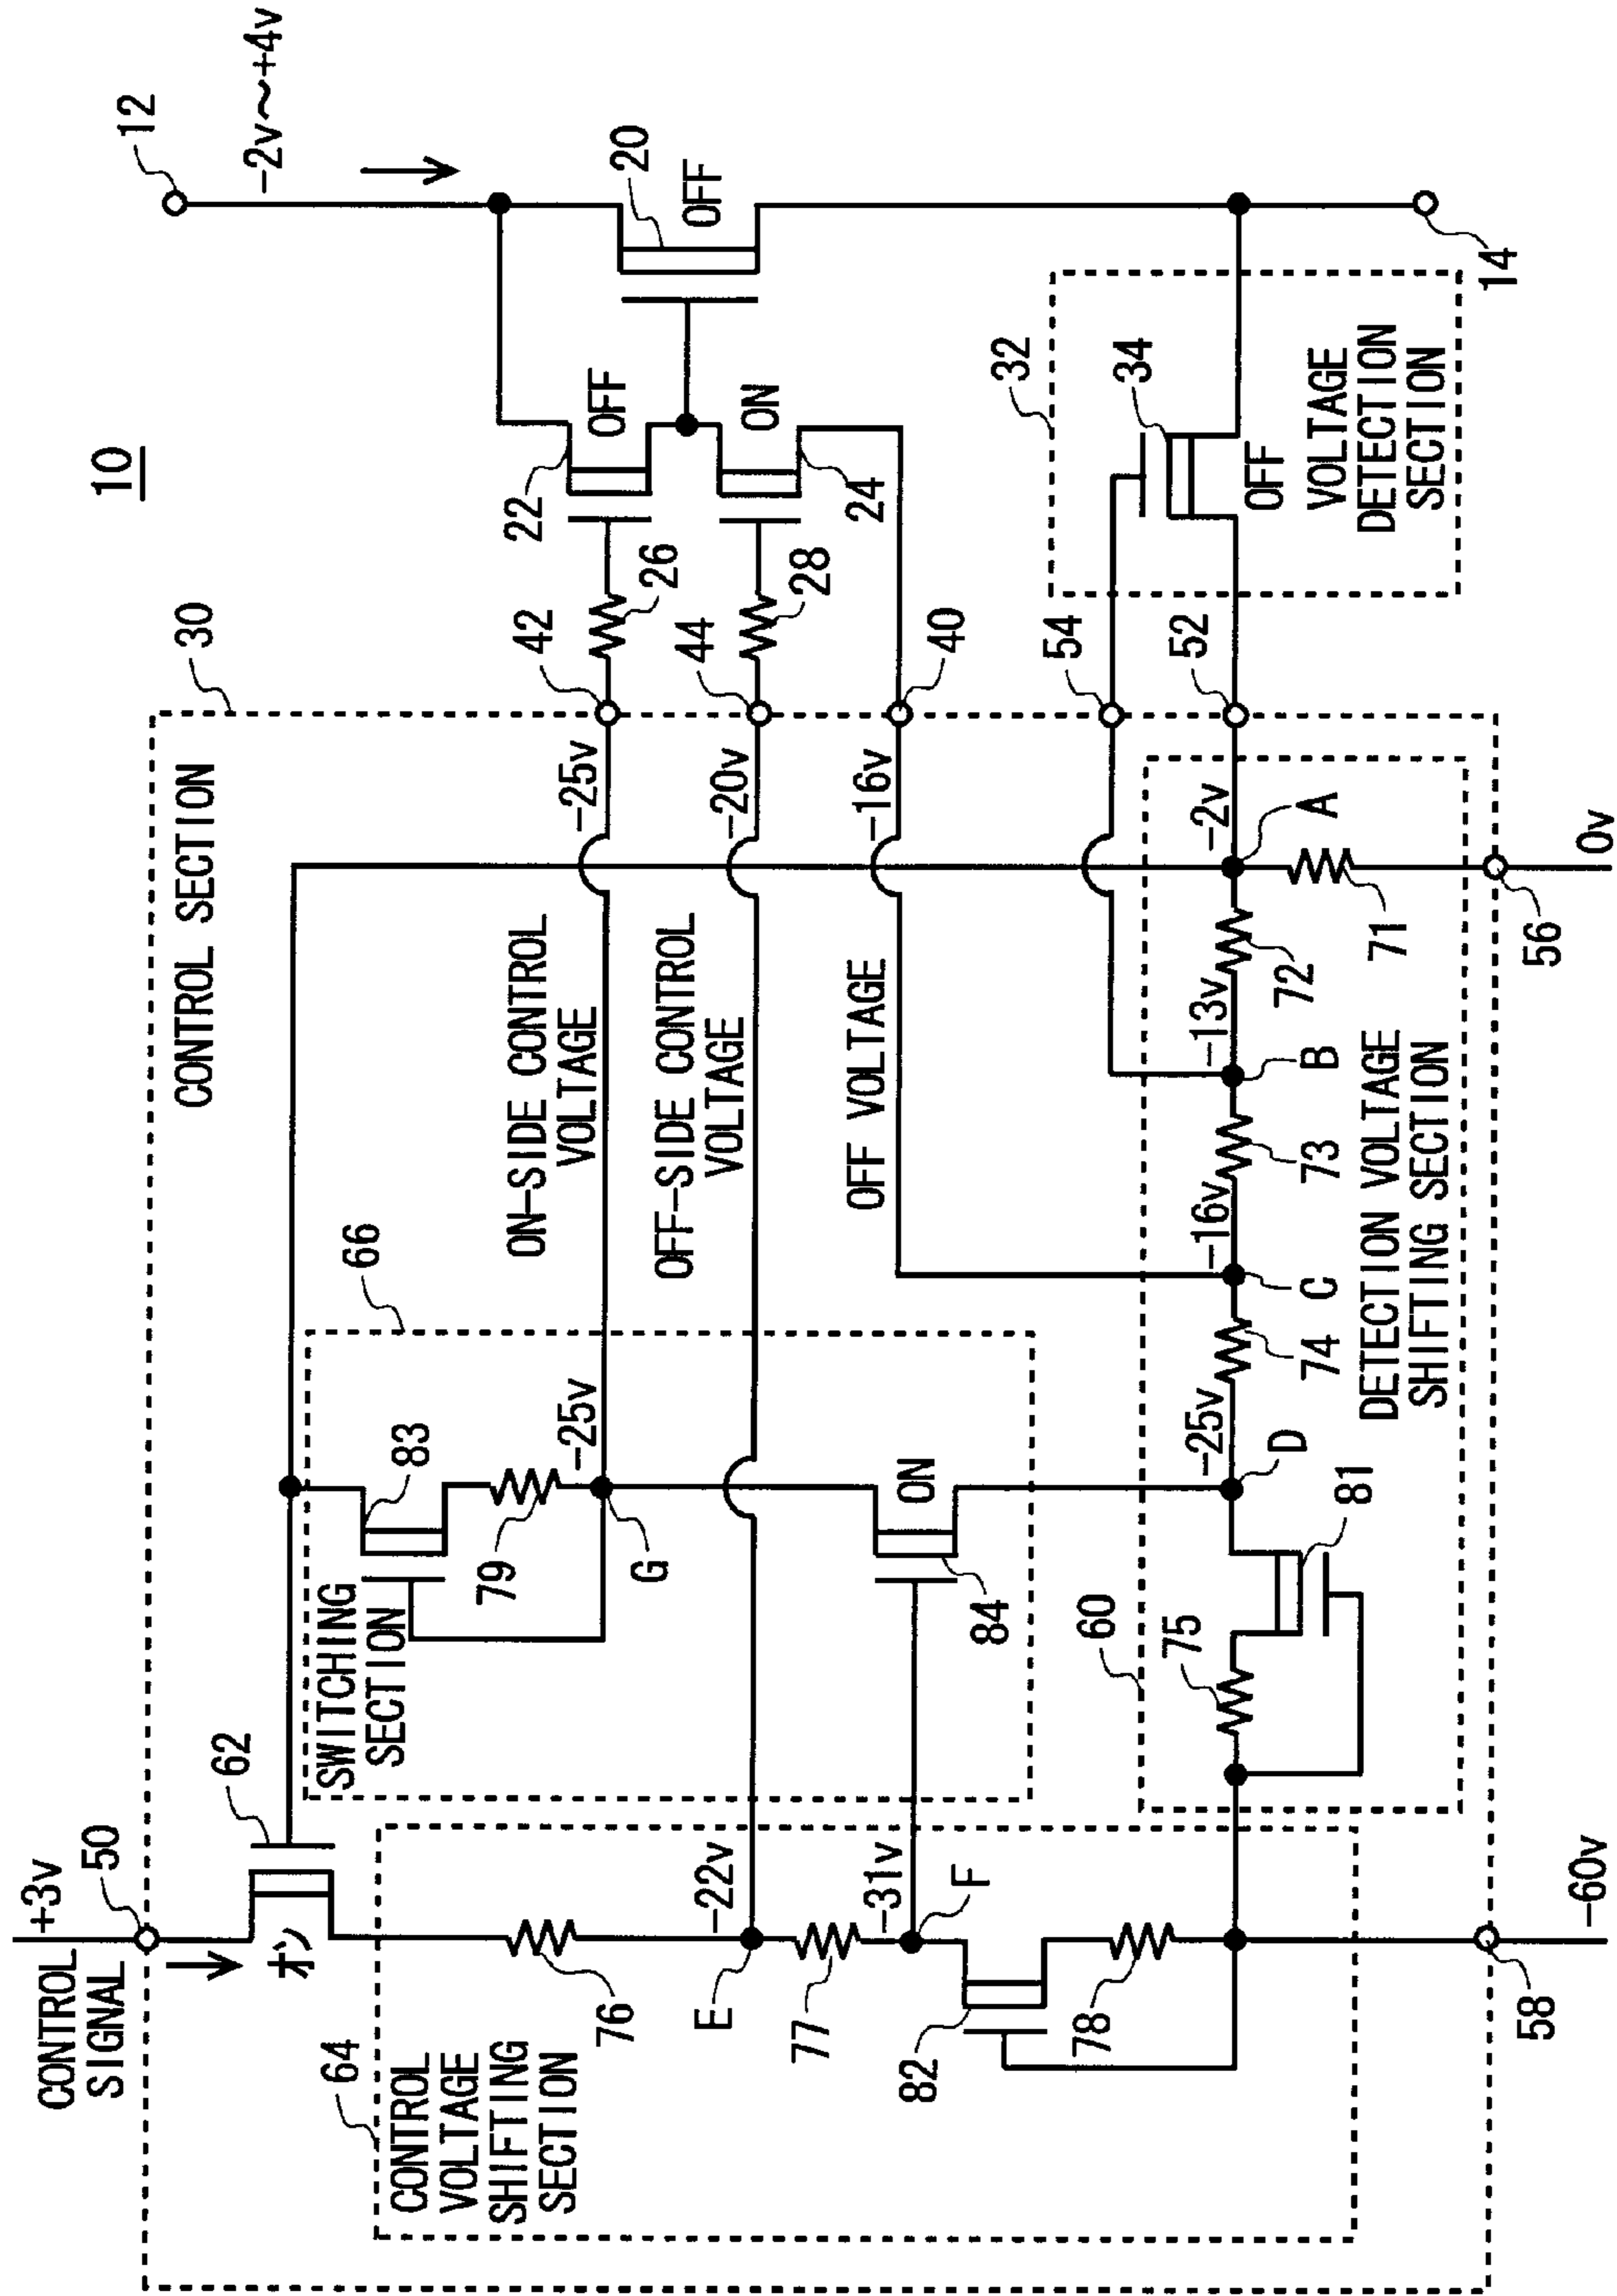 10
CONTROL
SIGNAL
+3v
50
オン
62
30
CONTROL SECTION
12
-2v～+4v
20
OFF
22
OFF
24
ON
26
28
42
44
40
-25v
-20v
-16v
ON-SIDE CONTROL
VOLTAGE
OFF-SIDE CONTROL
VOLTAGE
OFF VOLTAGE
66
SWITCHING
SECTION
83
79
G
-25v
84
ON
64
CONTROL
VOLTAGE
SHIFTING
SECTION
76
E
-22v
77
-31v
F
82
78
58
-60v
60
75
81
D
-25v
74
C
-16v
73
B
-13v
72
A
-2v
71
56
0v
DETECTION VOLTAGE
SHIFTING SECTION
54
52
32
34
OFF
VOLTAGE
DETECTION
SECTION
14